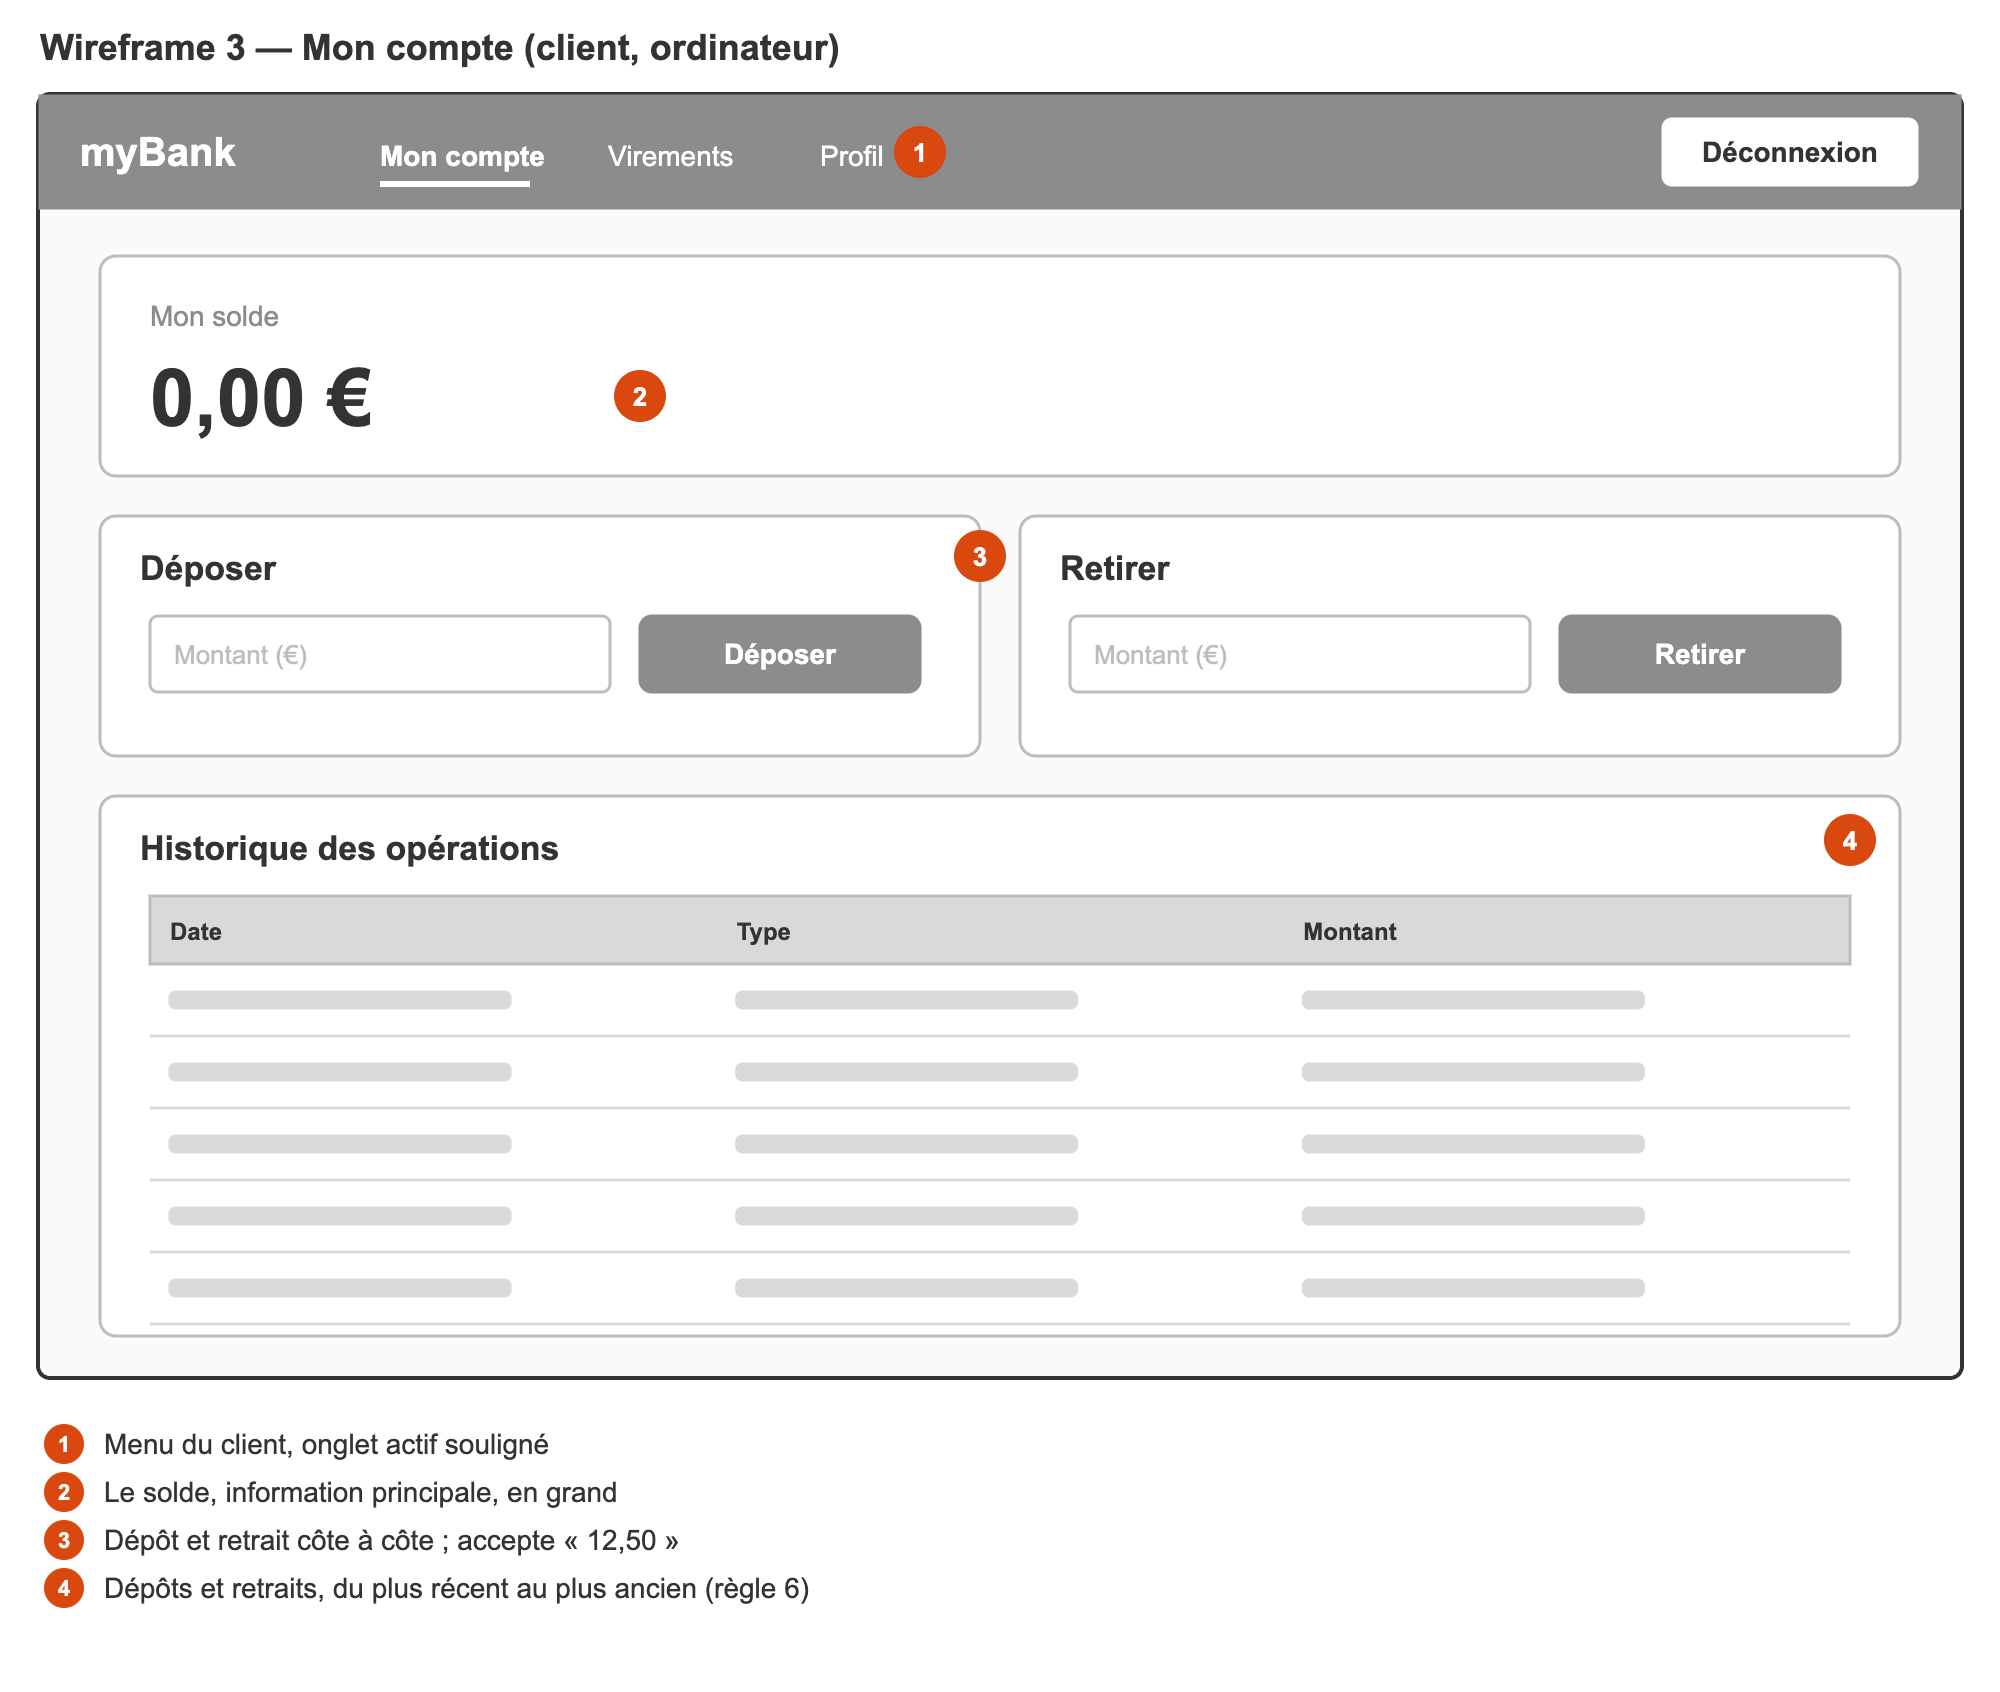 Wireframe 3 — Mon compte (client, ordinateur)
myBank Mon compte Virements Profil 1 Déconnexion
Mon solde
0,00 € 2
Déposer 3 Retirer
Montant (€) Déposer Montant (€) Retirer
Historique des opérations 4
Date Type Montant
1 Menu du client, onglet actif souligné
2 Le solde, information principale, en grand
3 Dépôt et retrait côte à côte ; accepte « 12,50 »
4 Dépôts et retraits, du plus récent au plus ancien (règle 6)